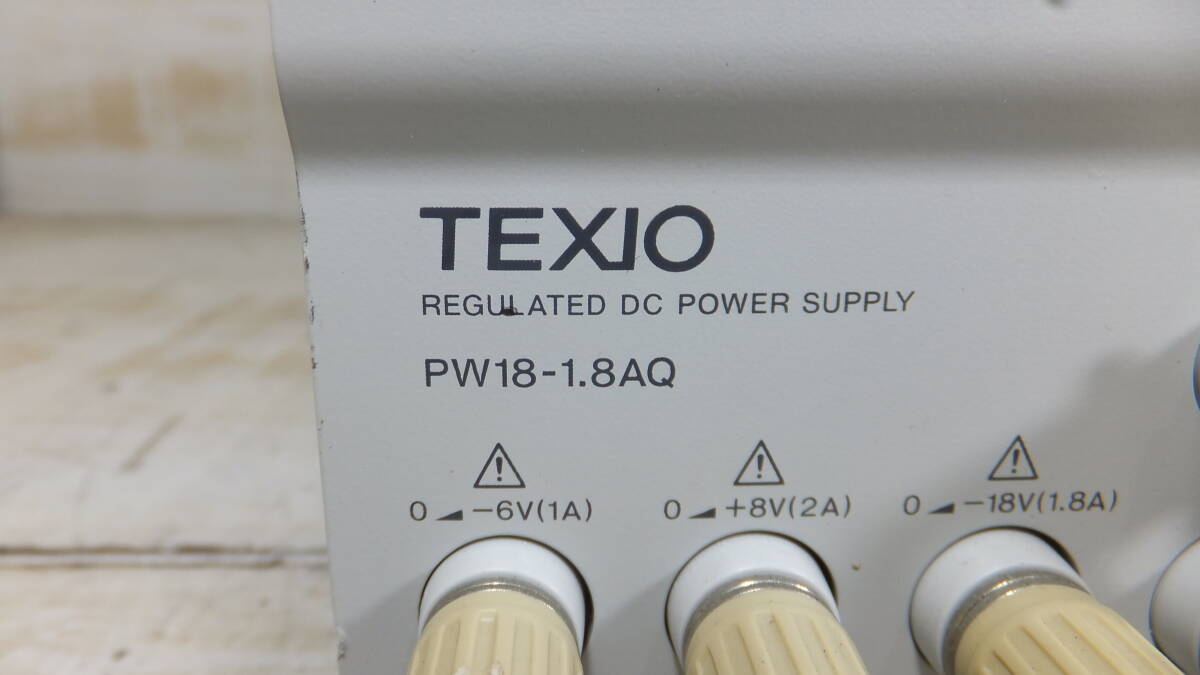 TEXIO
REGULATED DC POWER SUPPLY
PW18-1.8AQ
0 -6V(1A) 0 +8V(2A) 0 -18V(1.8A)